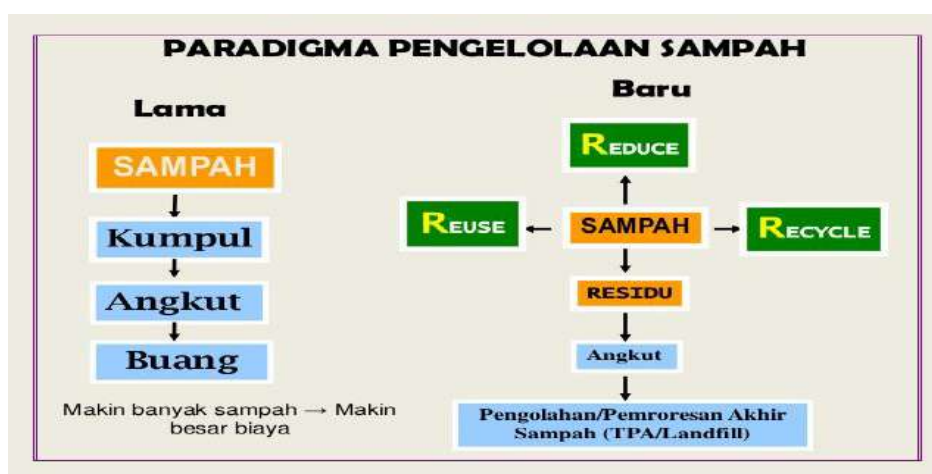 PARADIGMA PENGELOLAAN SAMPAH
Lama
SAMPAH
Kumpul
Angkut
Buang
Makin banyak sampah → Makin
besar biaya
Baru
REDUCE
REUSE
SAMPAH
RECYCLE
RESIDU
Angkut
Pengolahan/Pemroresan Akhir
Sampah (TPA/Landfill)